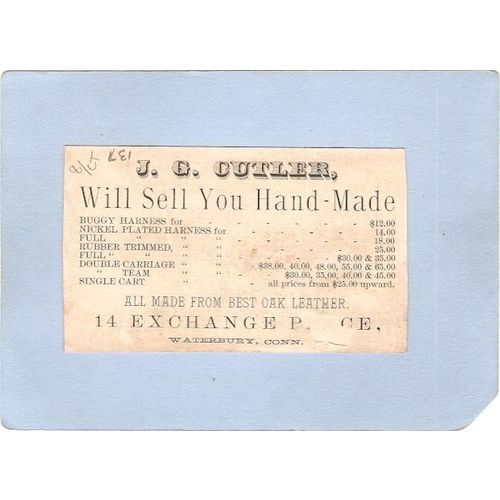 137
J. G. CUTLER,
Will Sell You Hand-Made
BUGGY HARNESS for - - - - - $12.00
NICKEL PLATED HARNESS for - - - - 14.00
FULL " " " - - - - 18.00
RUBBER TRIMMED, " " - - - - 25.00
FULL " " " " - - - $30.00 & 35.00
DOUBLE CARRIAGE " " - $38.00, 40.00, 48.00, 55.00 & 65.00
" TEAM " " - $30.00, 35.00, 40.00 & 45.00
SINGLE CART " " - all prices from $25.00 upward.
ALL MADE FROM BEST OAK LEATHER.
14 EXCHANGE P CE,
WATERBURY, CONN.